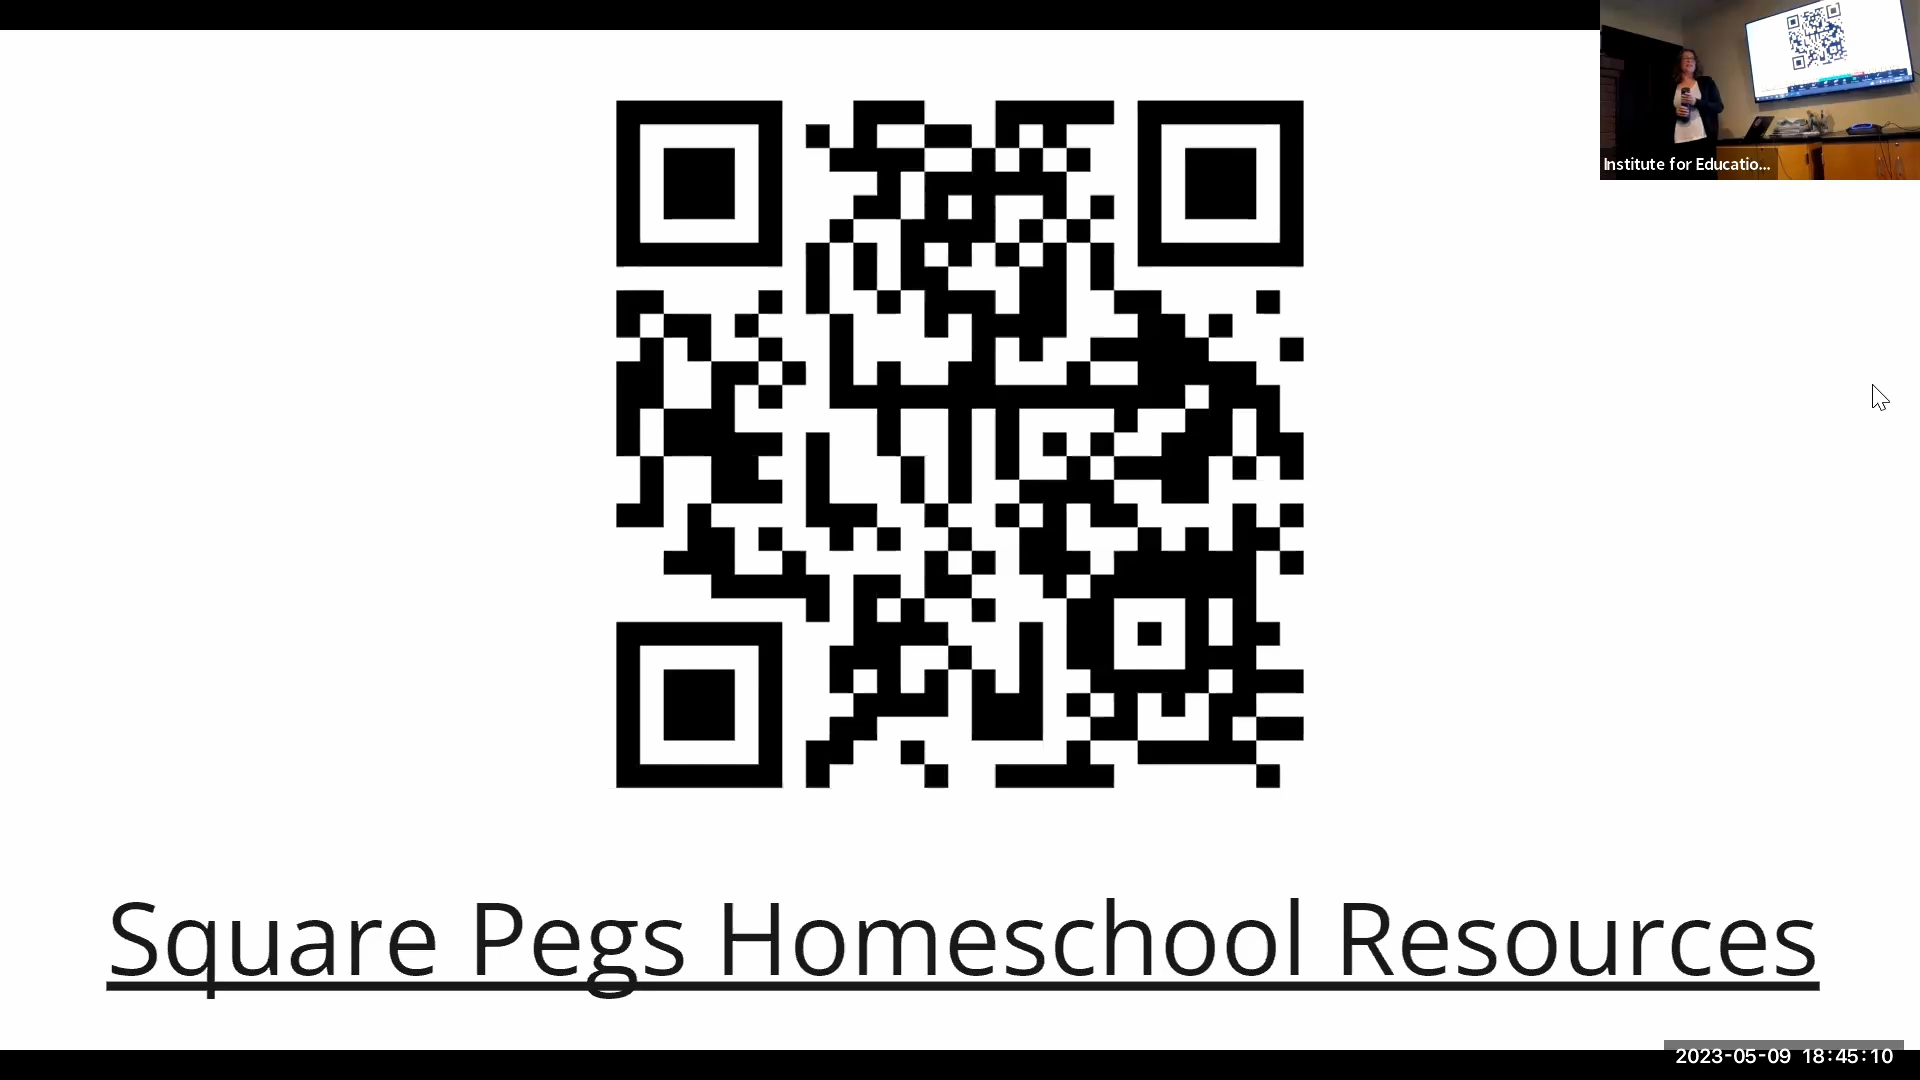 Institute for Educatio...
Square Pegs Homeschool Resources
2023-05-09 18:45:10